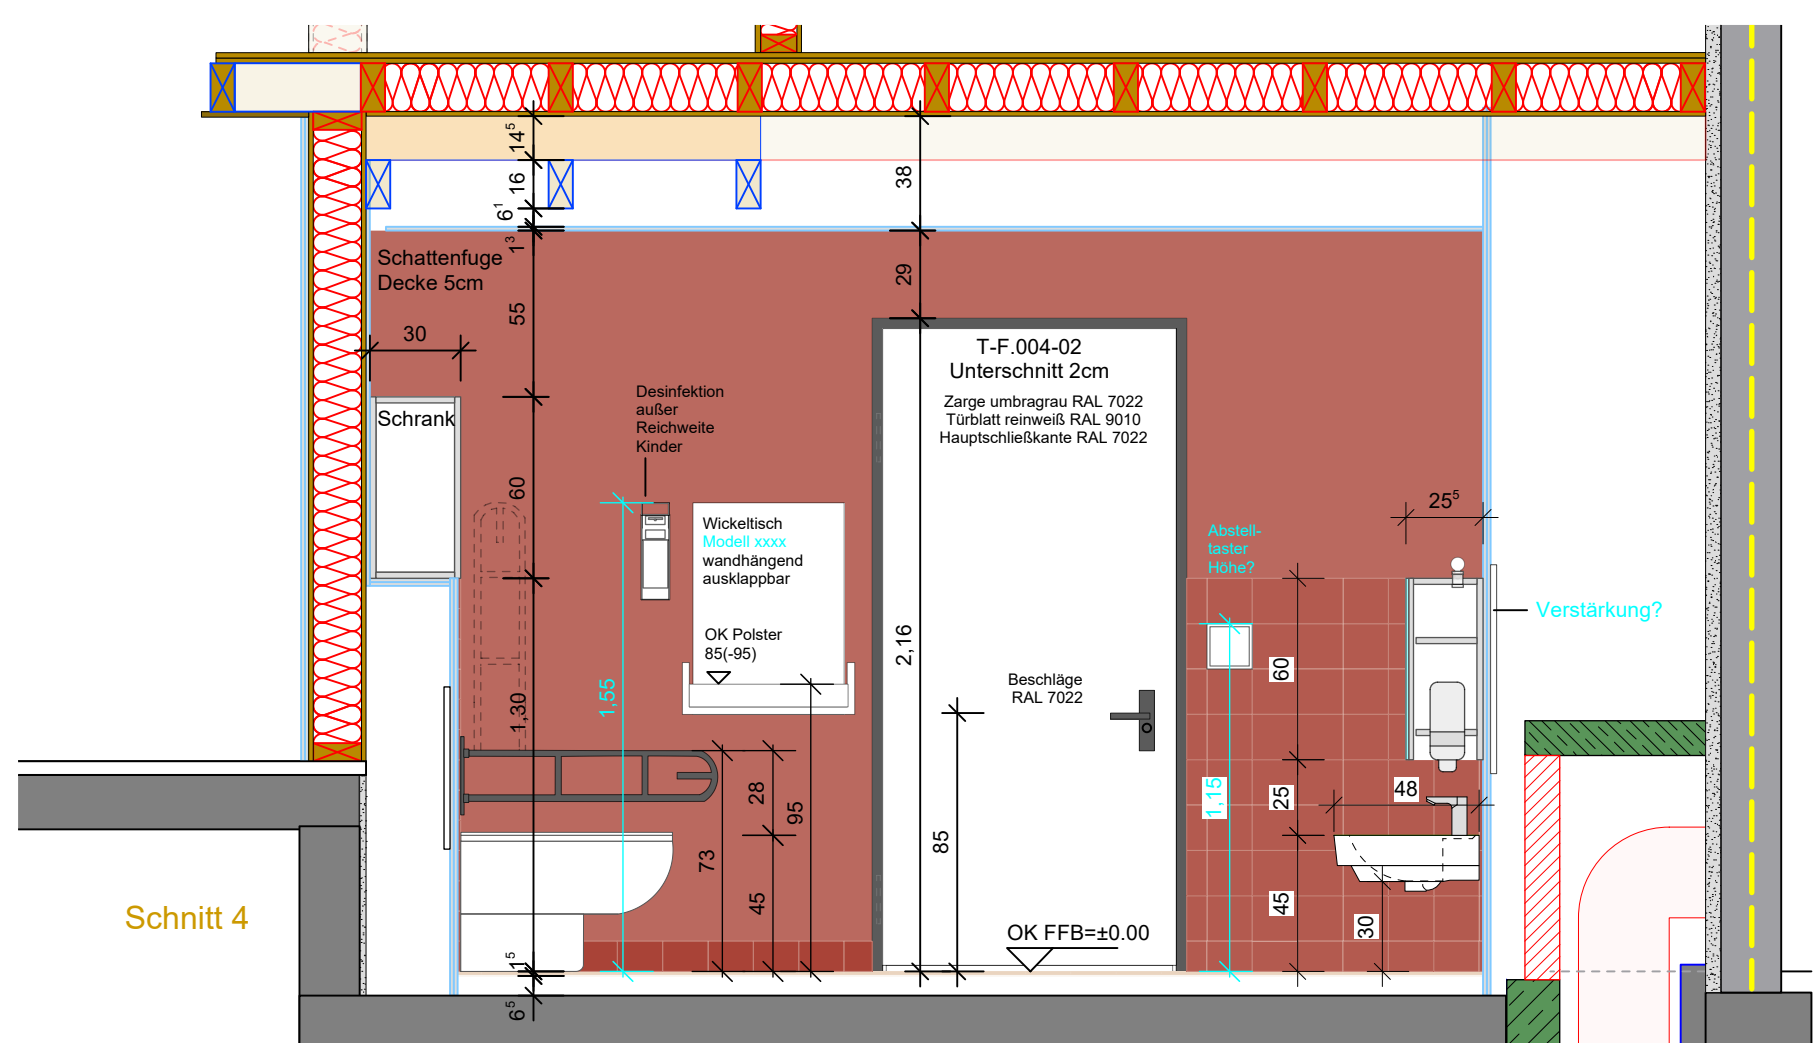 14⁵
16
6¹
1³
38
Schattenfuge
Decke 5cm
29
55
30
T-F.004-02
Unterschnitt 2cm
Zarge umbragrau RAL 7022
Türblatt reinweiß RAL 9010
Hauptschließkante RAL 7022
Desinfektion
außer
Reichweite
Kinder
Schrank
60
25⁵
Wickeltisch
Modell xxxx
wandhängend
ausklappbar
Abstell-
taster
Höhe?
Verstärkung?
OK Polster
85(-95)
2,16
1,55
1,30
60
Beschläge
RAL 7022
28
95
1,15
25
48
85
73
45
45
30
Schnitt 4
OK FFB=±0.00
1⁵
6⁵